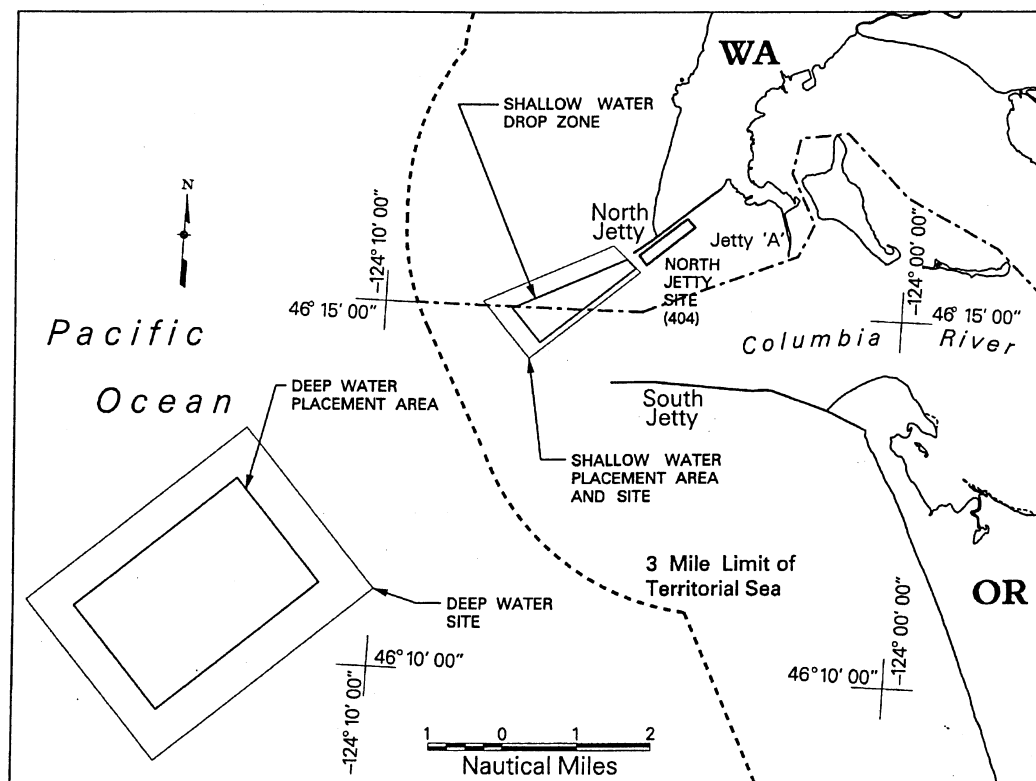 WA
SHALLOW WATER
DROP ZONE
N
North
Jetty
Jetty 'A'
NORTH
JETTY
SITE
(404)
-124° 10' 00"
46° 15' 00"
-124° 00' 00"
46° 15' 00"
Pacific
Ocean
Columbia River
DEEP WATER
PLACEMENT AREA
South
Jetty
SHALLOW WATER
PLACEMENT AREA
AND SITE
3 Mile Limit of
Territorial Sea
OR
DEEP WATER
SITE
46° 10' 00"
-124° 10' 00"
46° 10' 00"
-124° 00' 00"
1 0 1 2
Nautical Miles